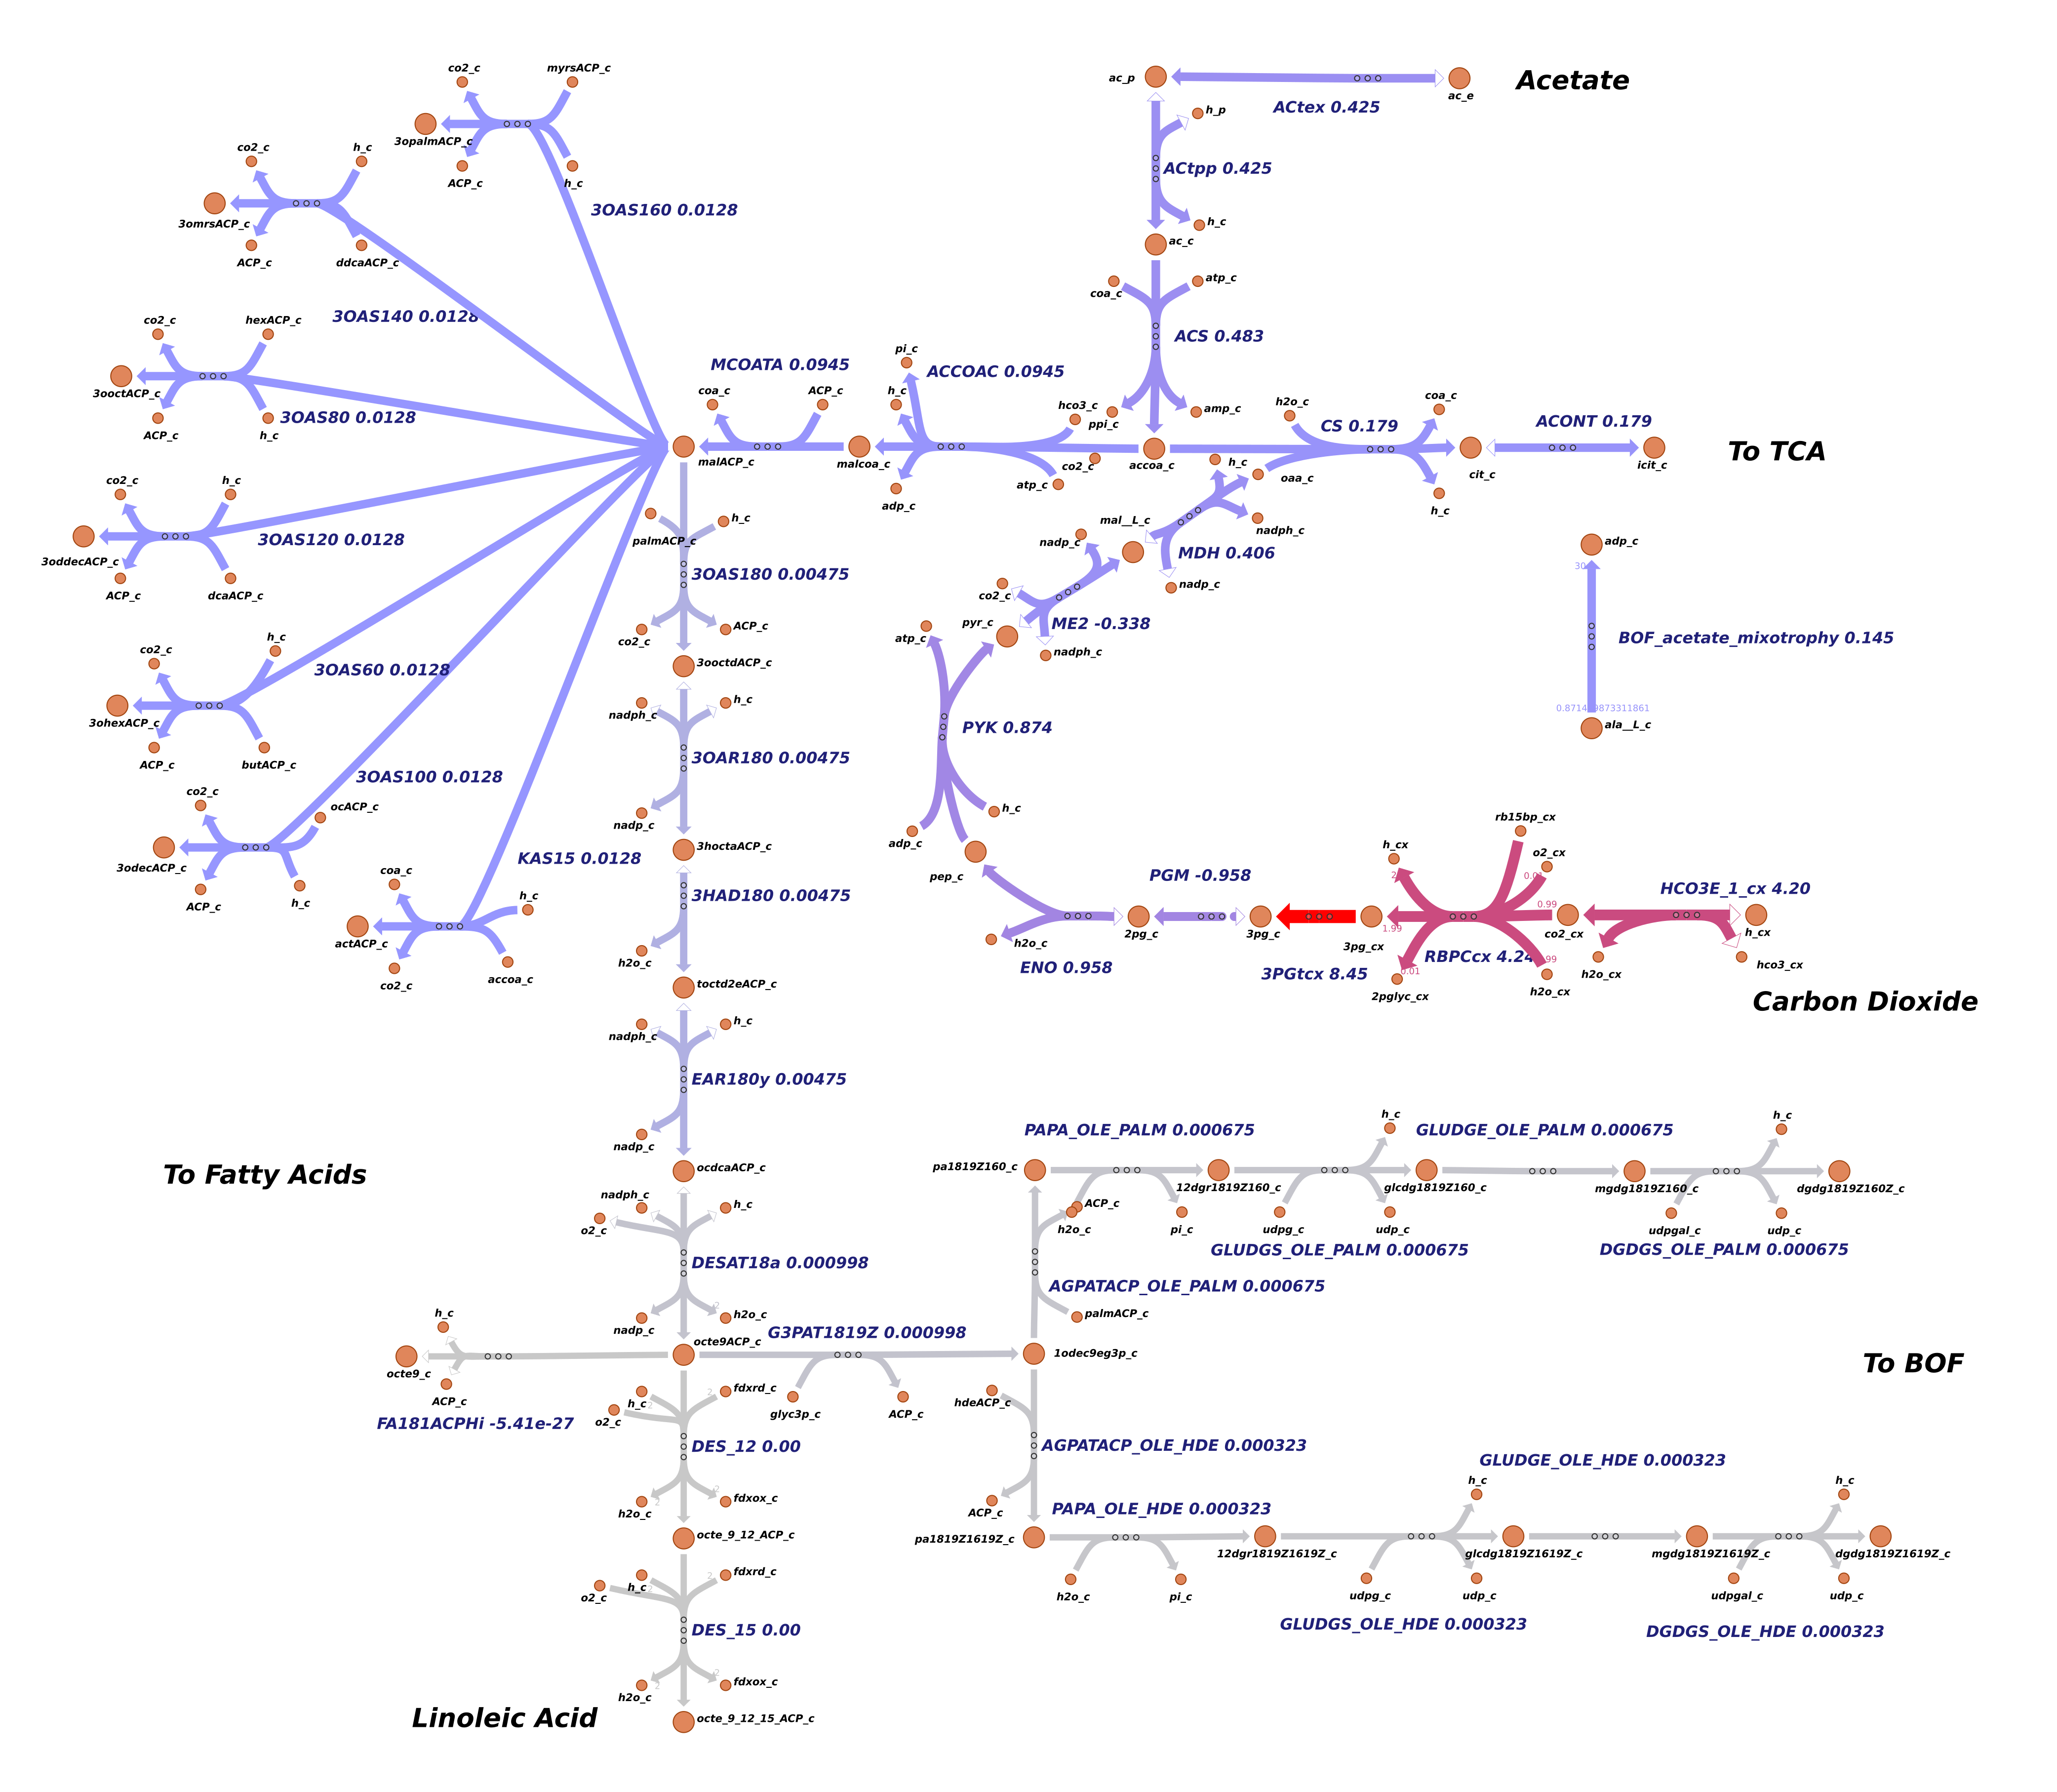 co2_c
myrsACP_c
3opalmACP_c
ACP_c
h_c
3OAS160 0.0128
co2_c
h_c
3omrsACP_c
ACP_c
ddcaACP_c
3OAS140 0.0128
co2_c
hexACP_c
3ooctACP_c
ACP_c
h_c
3OAS80 0.0128
co2_c
h_c
3oddecACP_c
ACP_c
dcaACP_c
3OAS120 0.0128
co2_c
h_c
3ohexACP_c
ACP_c
butACP_c
3OAS60 0.0128
co2_c
ocACP_c
3odecACP_c
ACP_c
h_c
3OAS100 0.0128
coa_c
h_c
actACP_c
co2_c
accoa_c
KAS15 0.0128
ac_p
ac_e
ACtex 0.425
Acetate
h_p
ACtpp 0.425
h_c
ac_c
coa_c
atp_c
ACS 0.483
ppi_c
amp_c
MCOATA 0.0945
coa_c
ACP_c
malACP_c
malcoa_c
pi_c
ACCOAC 0.0945
h_c
hco3_c
adp_c
atp_c
co2_c
accoa_c
h2o_c
CS 0.179
coa_c
h_c
oaa_c
h_c
cit_c
ACONT 0.179
icit_c
To TCA
mal__L_c
nadph_c
MDH 0.406
nadp_c
nadp_c
co2_c
pyr_c
ME2 -0.338
nadph_c
atp_c
PYK 0.874
adp_c
h_c
pep_c
adp_c
30
BOF_acetate_mixotrophy 0.145
ala__L_c
h2o_c
ENO 0.958
2pg_c
PGM -0.958
3pg_c
3PGtcx 8.45
3pg_cx
rb15bp_cx
h_cx
2
o2_cx
0.01
0.99
1.99
RBPCcx 4.24
.99
0.01
2pglyc_cx
h2o_cx
co2_cx
HCO3E_1_cx 4.20
h_cx
h2o_cx
hco3_cx
Carbon Dioxide
palmACP_c
h_c
3OAS180 0.00475
co2_c
ACP_c
3ooctdACP_c
nadph_c
h_c
3OAR180 0.00475
nadp_c
3hoctaACP_c
3HAD180 0.00475
h2o_c
toctd2eACP_c
nadph_c
h_c
EAR180y 0.00475
nadp_c
ocdcaACP_c
To Fatty Acids
nadph_c
h_c
o2_c
DESAT18a 0.000998
nadp_c
2
h2o_c
octe9ACP_c
h_c
octe9_c
ACP_c
FA181ACPHi -5.41e-27
G3PAT1819Z 0.000998
glyc3p_c
ACP_c
1odec9eg3p_c
h_c
2
2
fdxrd_c
o2_c
DES_12 0.00
h2o_c
2
2
fdxox_c
octe_9_12_ACP_c
h_c
2
2
fdxrd_c
o2_c
DES_15 0.00
h2o_c
2
2
fdxox_c
octe_9_12_15_ACP_c
Linoleic Acid
pa1819Z160_c
PAPA_OLE_PALM 0.000675
ACP_c
h2o_c
pi_c
12dgr1819Z160_c
h_c
GLUDGE_OLE_PALM 0.000675
udpg_c
udp_c
glcdg1819Z160_c
GLUDGS_OLE_PALM 0.000675
mgdg1819Z160_c
h_c
dgdg1819Z160Z_c
udpgal_c
udp_c
DGDGS_OLE_PALM 0.000675
AGPATACP_OLE_PALM 0.000675
palmACP_c
To BOF
hdeACP_c
AGPATACP_OLE_HDE 0.000323
ACP_c
pa1819Z1619Z_c
PAPA_OLE_HDE 0.000323
h2o_c
pi_c
12dgr1819Z1619Z_c
GLUDGE_OLE_HDE 0.000323
h_c
glcdg1819Z1619Z_c
udpg_c
udp_c
GLUDGS_OLE_HDE 0.000323
mgdg1819Z1619Z_c
h_c
dgdg1819Z1619Z_c
udpgal_c
udp_c
DGDGS_OLE_HDE 0.000323